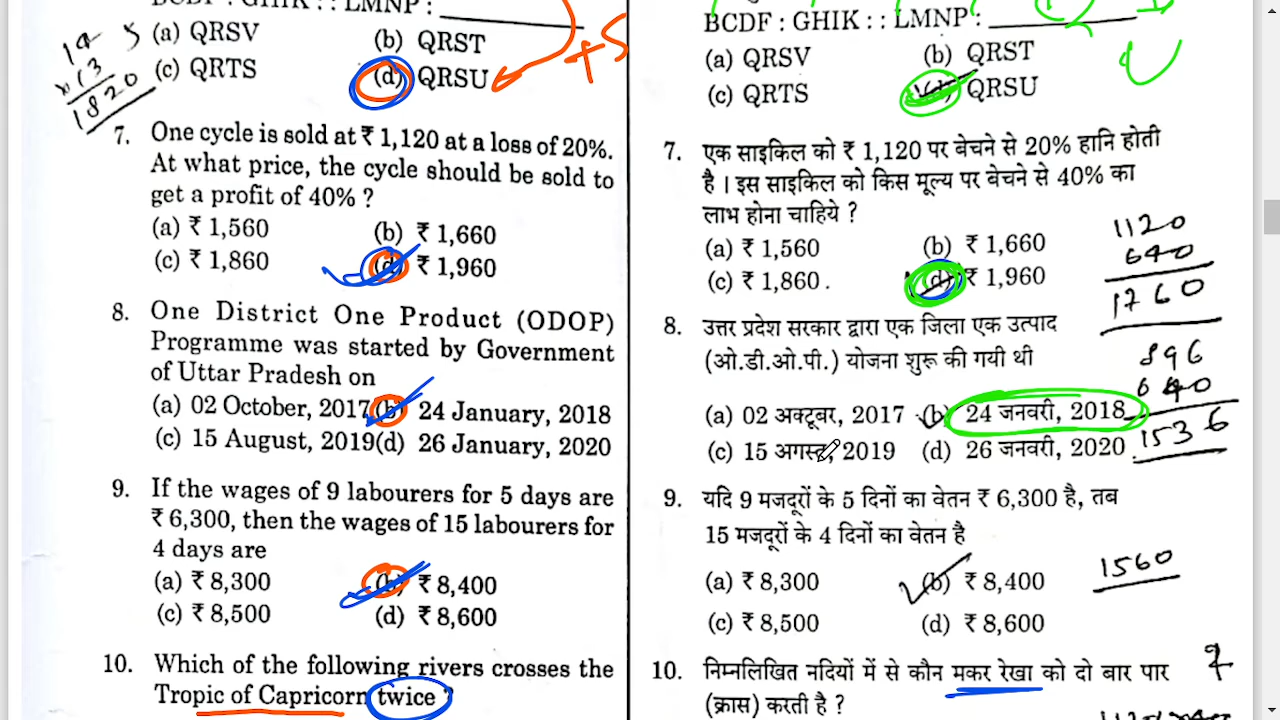 BCDF : GHIK : : LMNP :
(a) QRSV (b) QRST
(c) QRTS (d) QRSU
+5
14 5
x13
1820
7. One cycle is sold at ₹ 1,120 at a loss of 20%.
At what price, the cycle should be sold to
get a profit of 40% ?
(a) ₹ 1,560 (b) ₹ 1,660
(c) ₹ 1,860 (d) ₹ 1,960
8. One District One Product (ODOP)
Programme was started by Government
of Uttar Pradesh on
(a) 02 October, 2017 (b) 24 January, 2018
(c) 15 August, 2019 (d) 26 January, 2020
9. If the wages of 9 labourers for 5 days are
₹ 6,300, then the wages of 15 labourers for
4 days are
(a) ₹ 8,300 (b) ₹ 8,400
(c) ₹ 8,500 (d) ₹ 8,600
10. Which of the following rivers crosses the
Tropic of Capricorn twice ?
BCDF : GHIK : : LMNP :
(a) QRSV (b) QRST
(c) QRTS (d) QRSU
7. एक साइकिल को ₹ 1,120 पर बेचने से 20% हानि होती
है । इस साइकिल को किस मूल्य पर बेचने से 40% का
लाभ होना चाहिये ?
(a) ₹ 1,560 (b) ₹ 1,660
(c) ₹ 1,860 . (d) ₹ 1,960
1120
640
1760
8. उत्तर प्रदेश सरकार द्वारा एक जिला एक उत्पाद
(ओ.डी.ओ.पी.) योजना शुरू की गयी थी
(a) 02 अक्टूबर, 2017 (b) 24 जनवरी, 2018
(c) 15 अगस्त, 2019 (d) 26 जनवरी, 2020
896
640
1536
9. यदि 9 मजदूरों के 5 दिनों का वेतन ₹ 6,300 है, तब
15 मजदूरों के 4 दिनों का वेतन है
(a) ₹ 8,300 (b) ₹ 8,400
(c) ₹ 8,500 (d) ₹ 8,600
1560
10. निम्नलिखित नदियों में से कौन मकर रेखा को दो बार पार
(क्रास) करती है ?